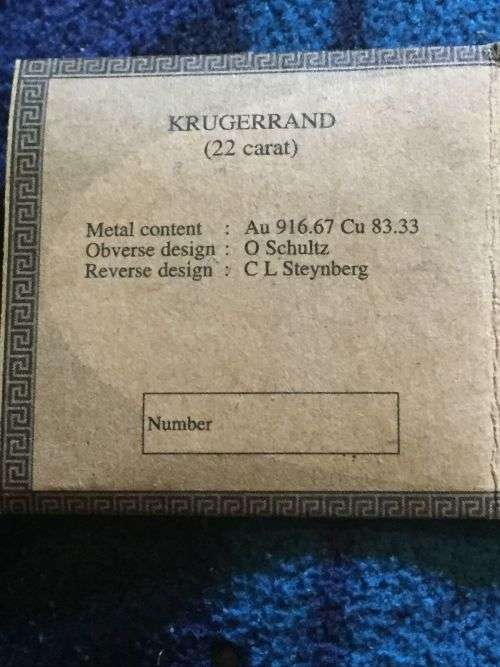 KRUGERRAND
(22 carat)
Metal content : Au 916.67 Cu 83.33
Obverse design : O Schultz
Reverse design : C L Steynberg
Number